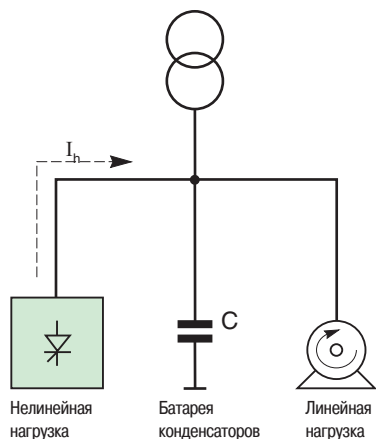 Ih
C
Нелинейная
нагрузка
Батарея
конденсаторов
Линейная
нагрузка